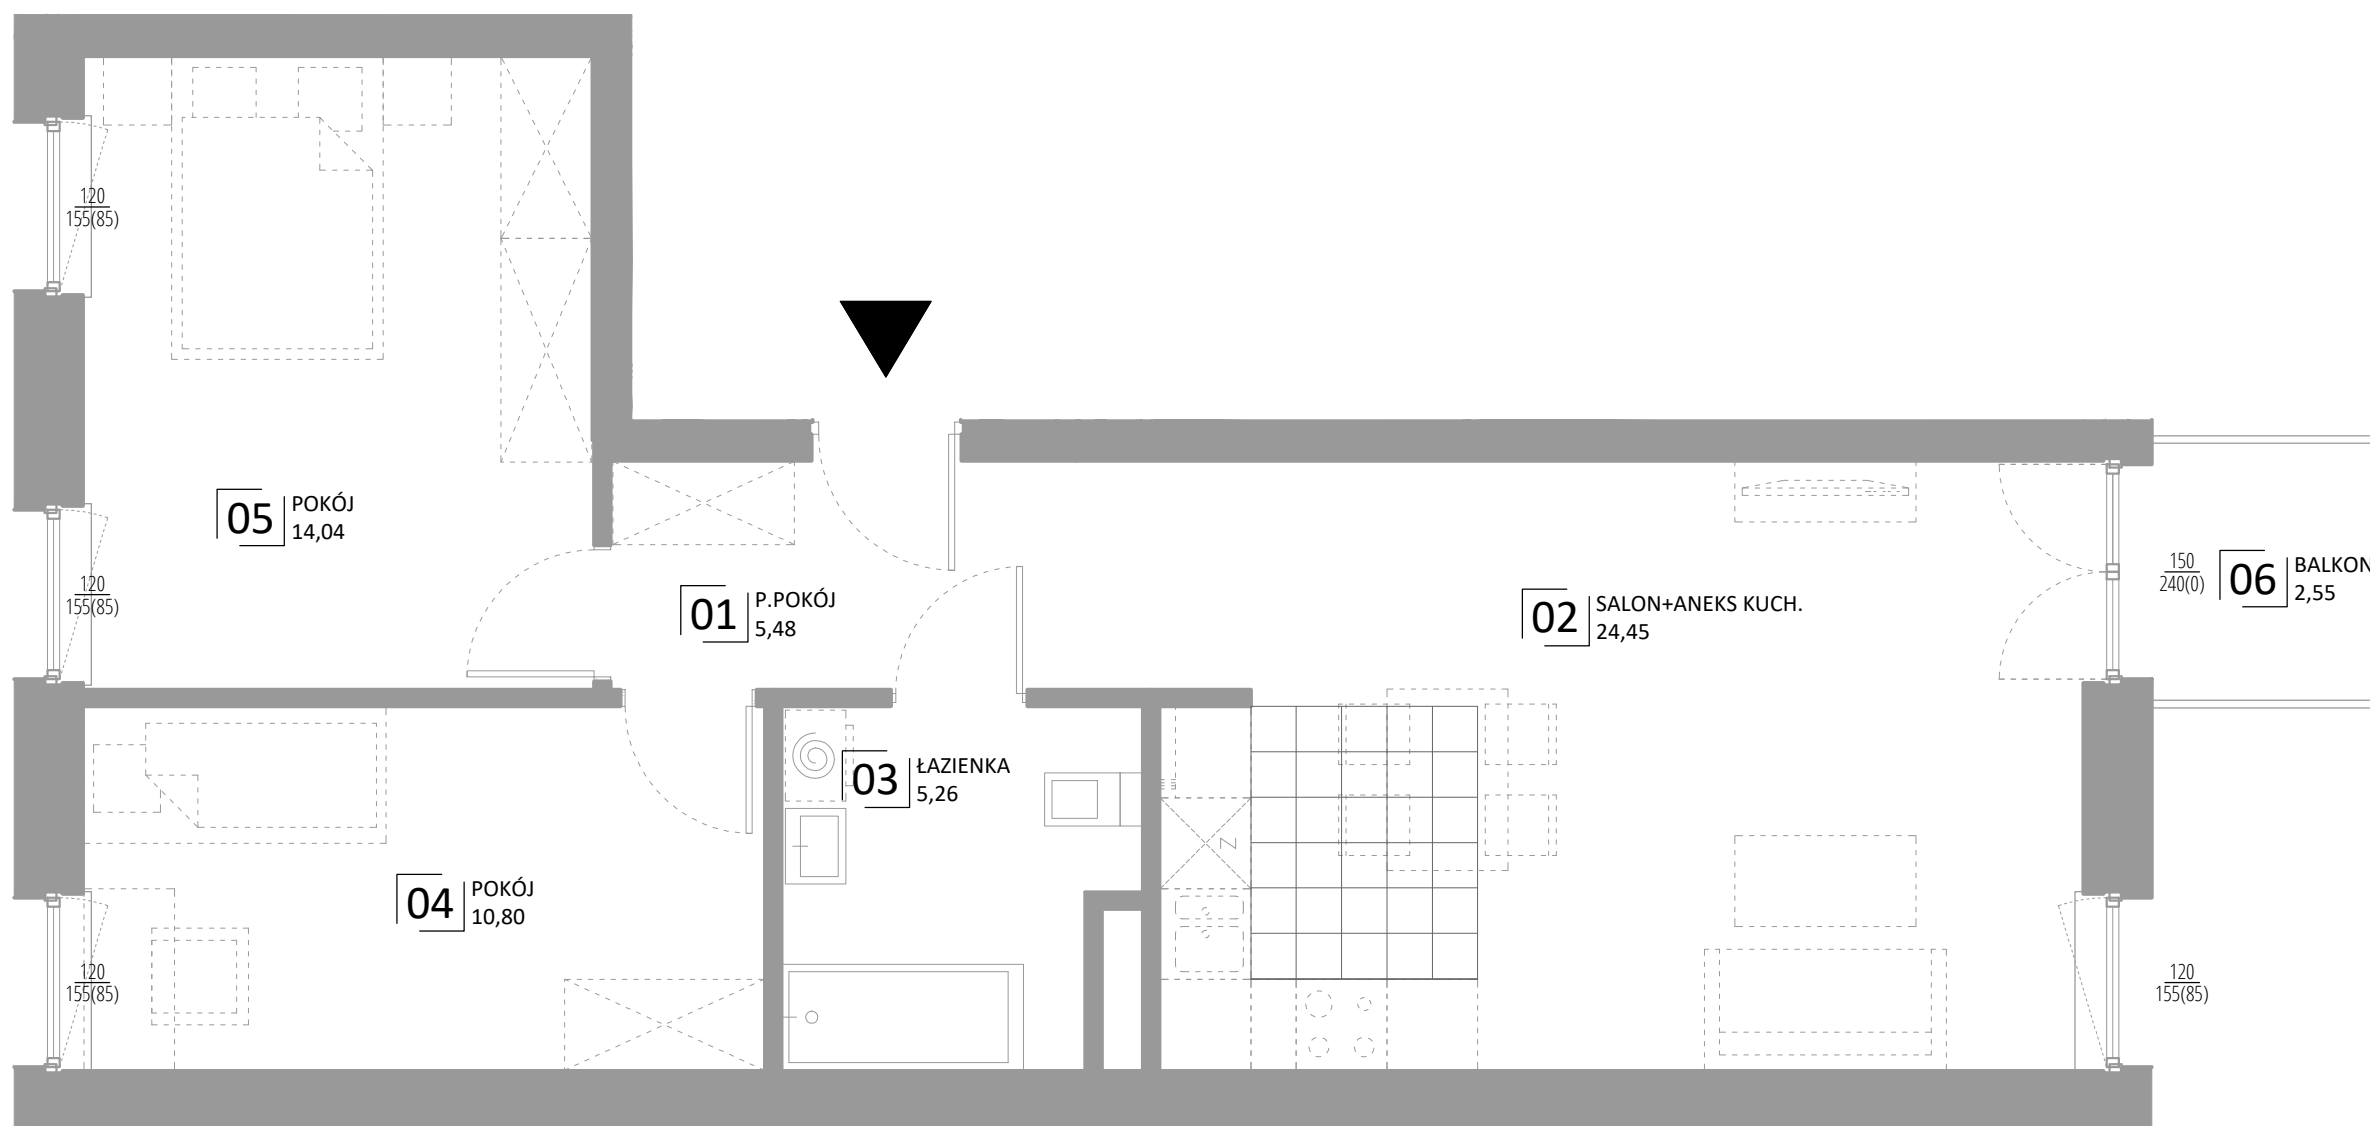 120
155(85)
05 POKÓJ
14,04
120
155(85)
01 P.POKÓJ
5,48
02 SALON+ANEKS KUCH.
24,45
150
240(0)
06 BALKON
2,55
03 ŁAZIENKA
5,26
Z
04 POKÓJ
10,80
120
155(85)
120
155(85)